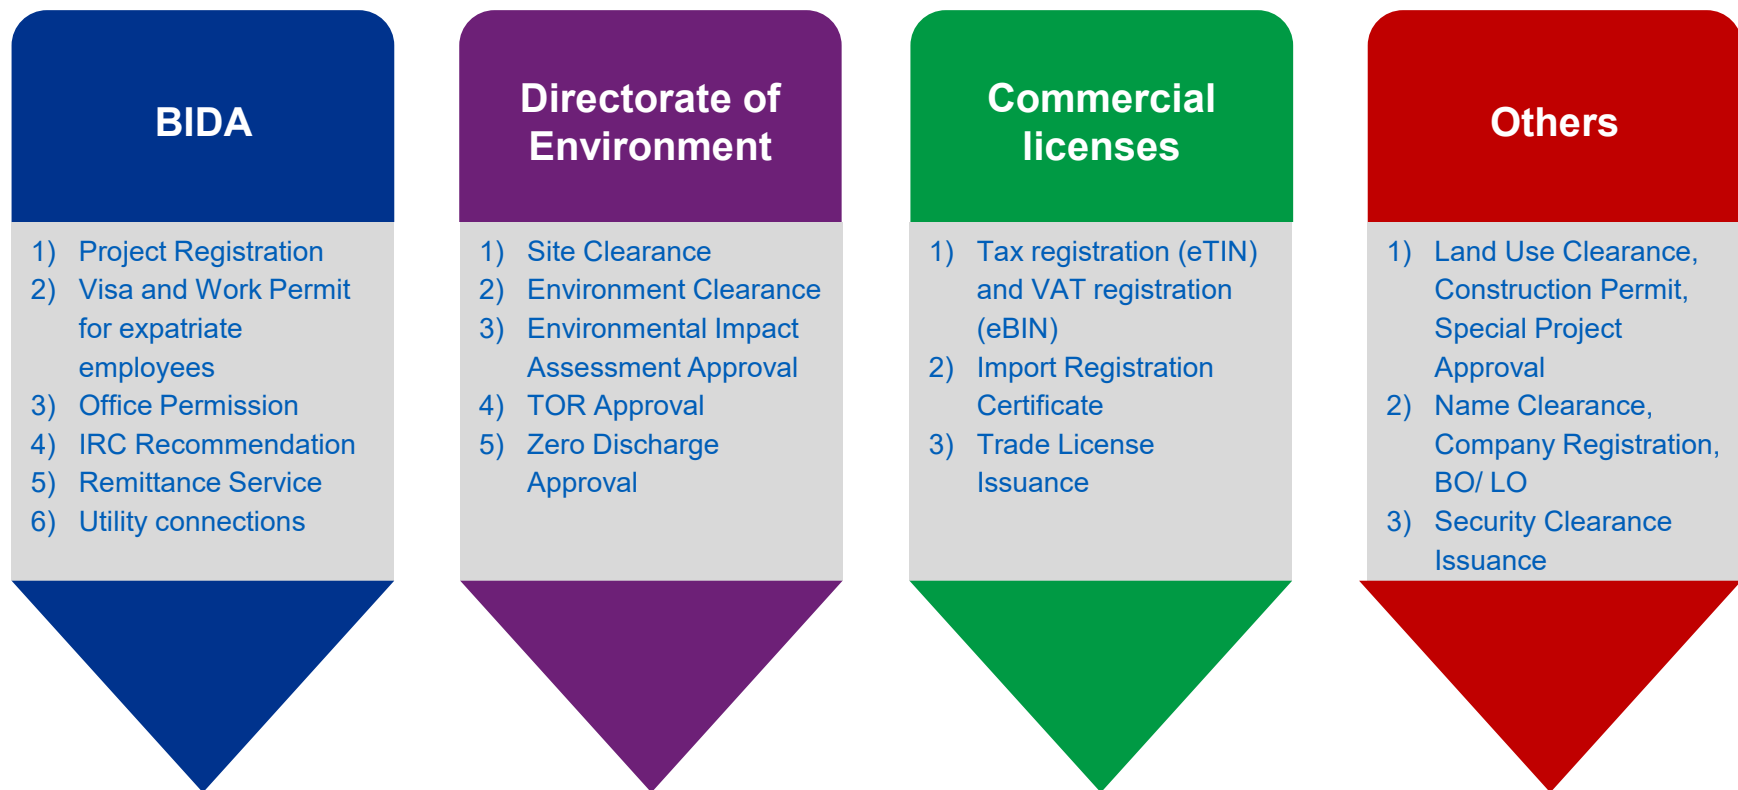 BIDA
1) Project Registration
2) Visa and Work Permit
for expatriate
employees
3) Office Permission
4) IRC Recommendation
5) Remittance Service
6) Utility connections
Directorate of
Environment
1) Site Clearance
2) Environment Clearance
3) Environmental Impact
Assessment Approval
4) TOR Approval
5) Zero Discharge
Approval
Commercial
licenses
1) Tax registration (eTIN)
and VAT registration
(eBIN)
2) Import Registration
Certificate
3) Trade License
Issuance
Others
1) Land Use Clearance,
Construction Permit,
Special Project
Approval
2) Name Clearance,
Company Registration,
BO/ LO
3) Security Clearance
Issuance